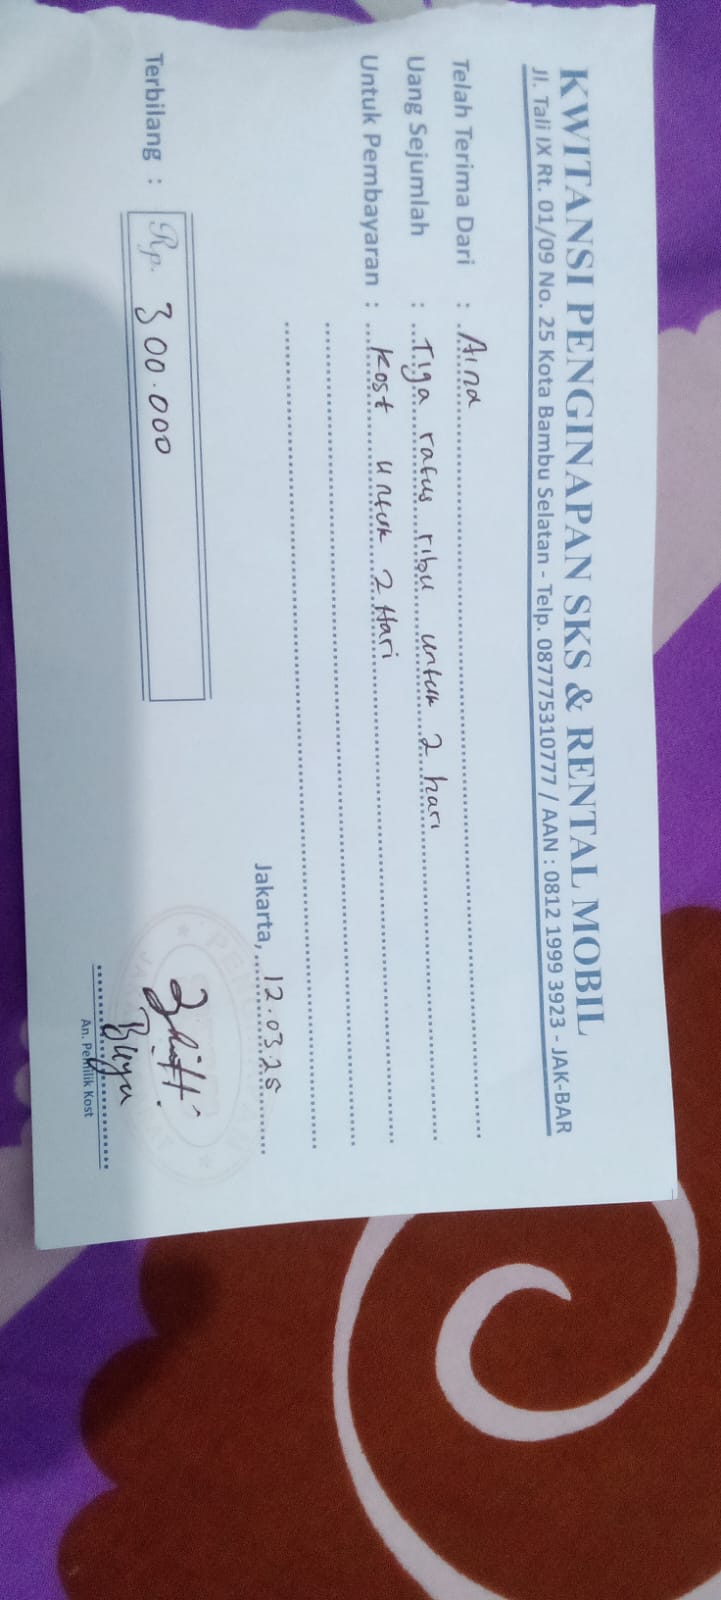 KWITANSI PENGINAPAN SKS & RENTAL MOBIL
Jl. Tali IX Rt. 01/09 No. 25 Kota Bambu Selatan - Telp. 087775310777 / AAN : 0812 1999 3923 - JAK-BAR
Telah Terima Dari : Aina
Uang Sejumlah : Tiga ratus ribu untuk 2 hari
Untuk Pembayaran : Kost untuk 2 Hari
Jakarta, 12.03.25
Terbilang : Rp. 300.000
An. Pemilik Kost